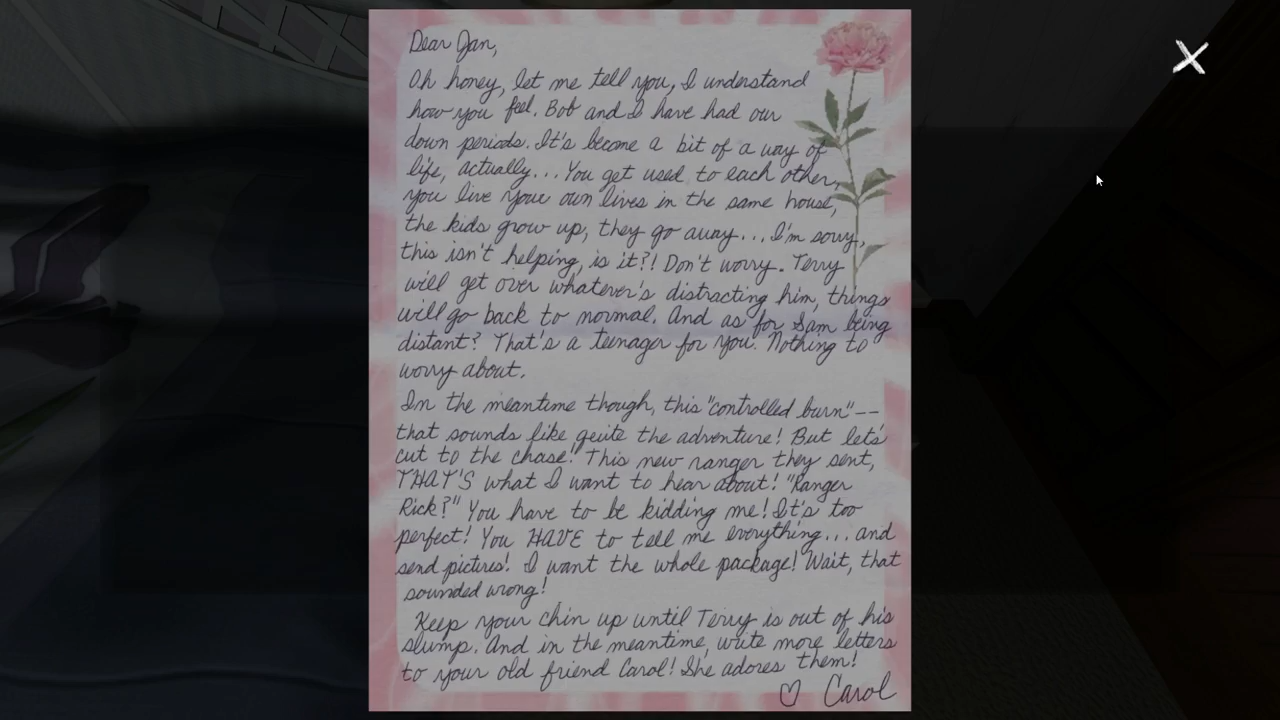 Dear Jan,
Oh honey, let me tell you, I understand
how you feel. Bob and I have had our
down periods. It's become a bit of a way of
life, actually... You get used to each other,
you live your own lives in the same house,
the kids grow up, they go away... I'm sorry,
this isn't helping, is it?! Don't worry. Terry
will get over whatever's distracting him, things
will go back to normal. And as for Sam being
distant? That's a teenager for you. Nothing to
worry about.
In the meantime though, this "controlled burn"--
that sounds like quite the adventure! But let's
cut to the chase! This new ranger they sent,
THAT'S what I want to hear about! "Ranger
Rick?" You have to be kidding me! It's too
perfect! You HAVE to tell me everything... and
send pictures! I want the whole package! Wait, that
sounded wrong!
Keep your chin up until Terry is out of his
slump. And in the meantime, write more letters
to your old friend Carol! She adores them!
♡ Carol